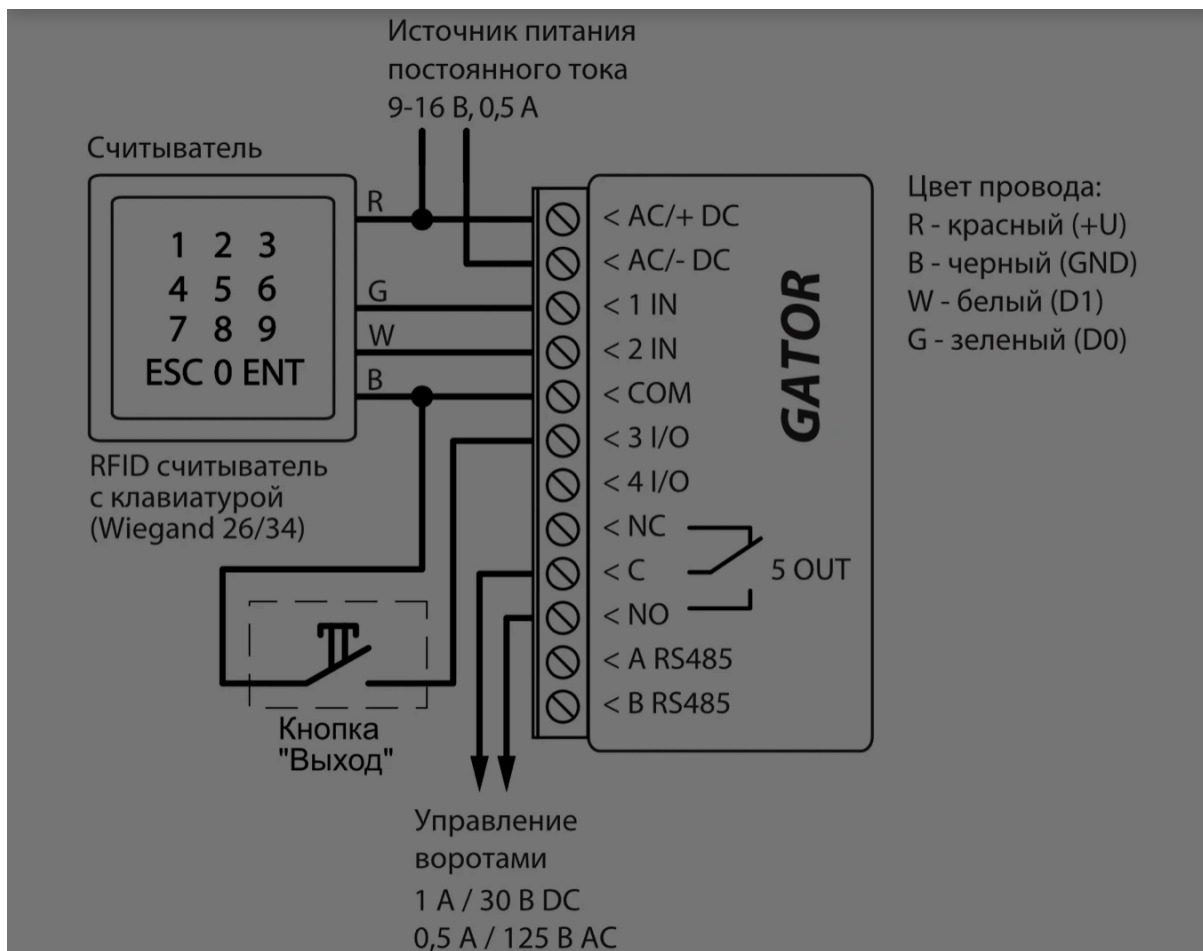 Источник питания
постоянного тока
9-16 В, 0,5 А
Считыватель
1 2 3
4 5 6
7 8 9
ESC 0 ENT
R
G
W
B
RFID считыватель
с клавиатурой
(Wiegand 26/34)
Кнопка
"Выход"
< AC/+ DC
< AC/- DC
< 1 IN
< 2 IN
< COM
< 3 I/O
< 4 I/O
< NC
< C
< NO
< A RS485
< B RS485
5 OUT
GATOR
Цвет провода:
R - красный (+U)
B - черный (GND)
W - белый (D1)
G - зеленый (D0)
Управление
воротами
1 А / 30 В DC
0,5 А / 125 В AC